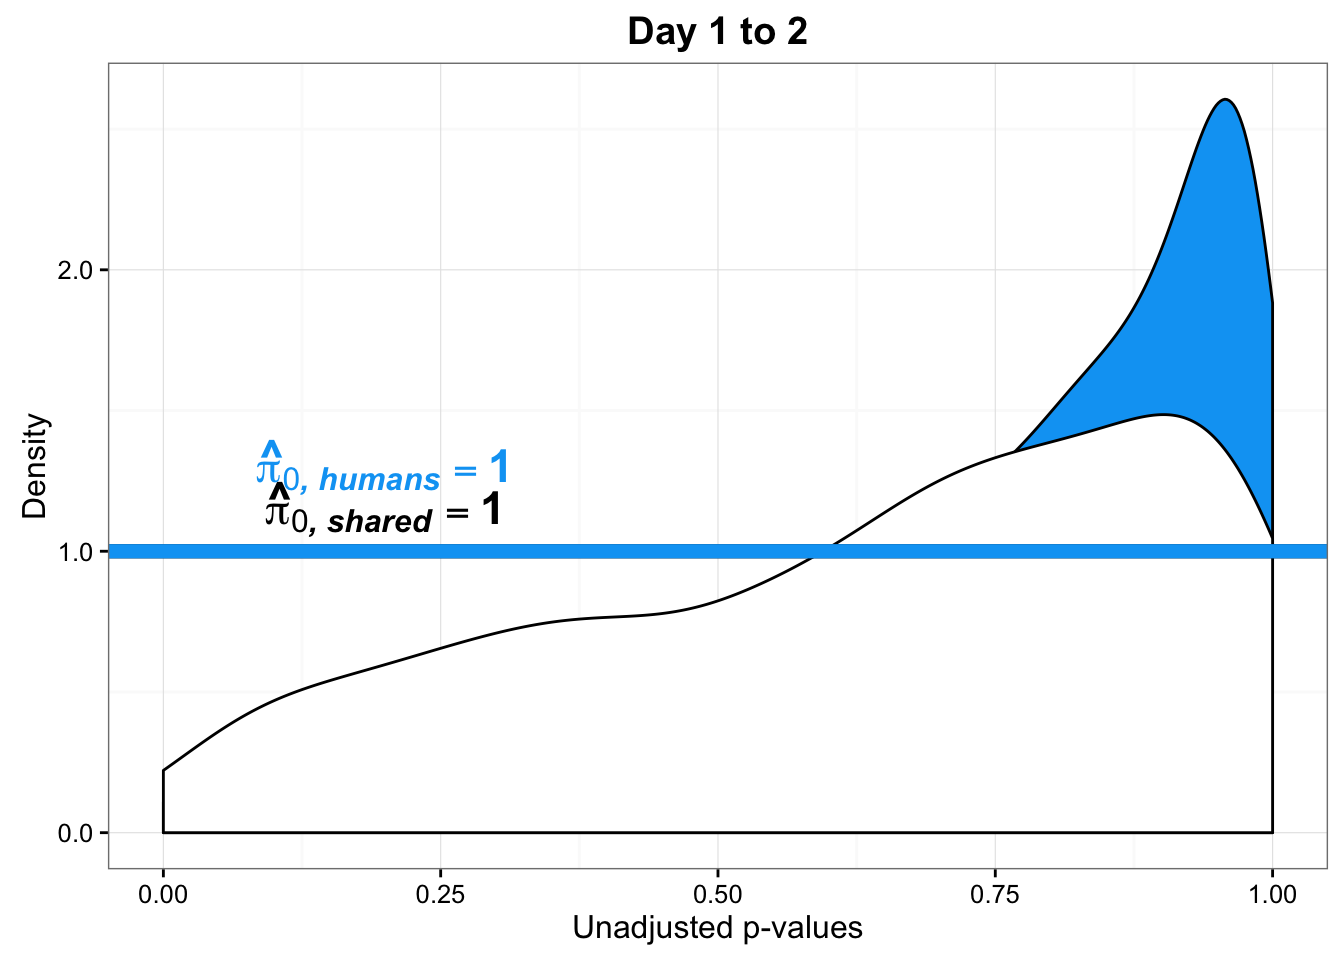 Day 1 to 2
Density
2.0
1.0
0.0
π̂0, humans = 1
π̂0, shared = 1
0.00 0.25 0.50 0.75 1.00
Unadjusted p-values